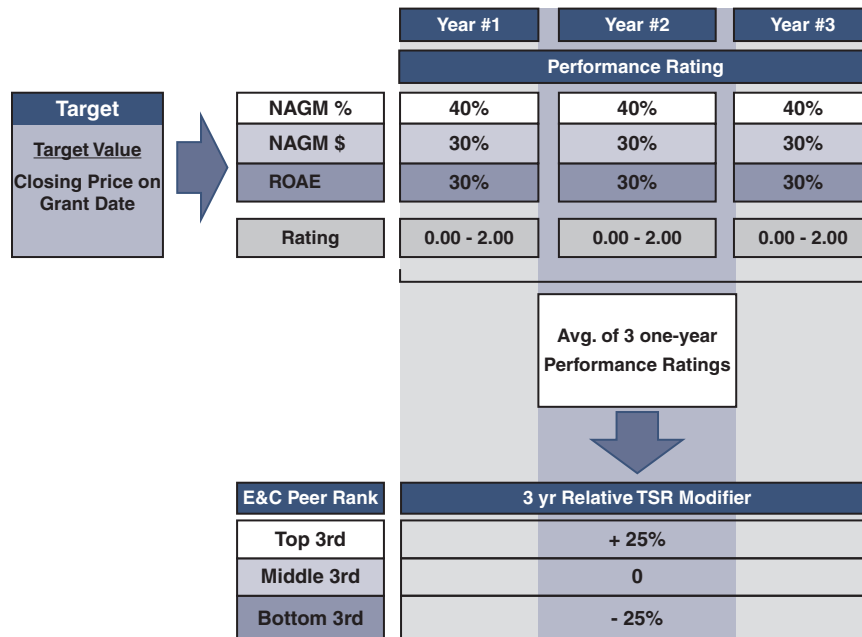 Year #1 Year #2 Year #3
Performance Rating
Target
Target Value
Closing Price on
Grant Date
NAGM % 40% 40% 40%
NAGM $ 30% 30% 30%
ROAE 30% 30% 30%
Rating 0.00 - 2.00 0.00 - 2.00 0.00 - 2.00
Avg. of 3 one-year
Performance Ratings
E&C Peer Rank 3 yr Relative TSR Modifier
Top 3rd + 25%
Middle 3rd 0
Bottom 3rd - 25%